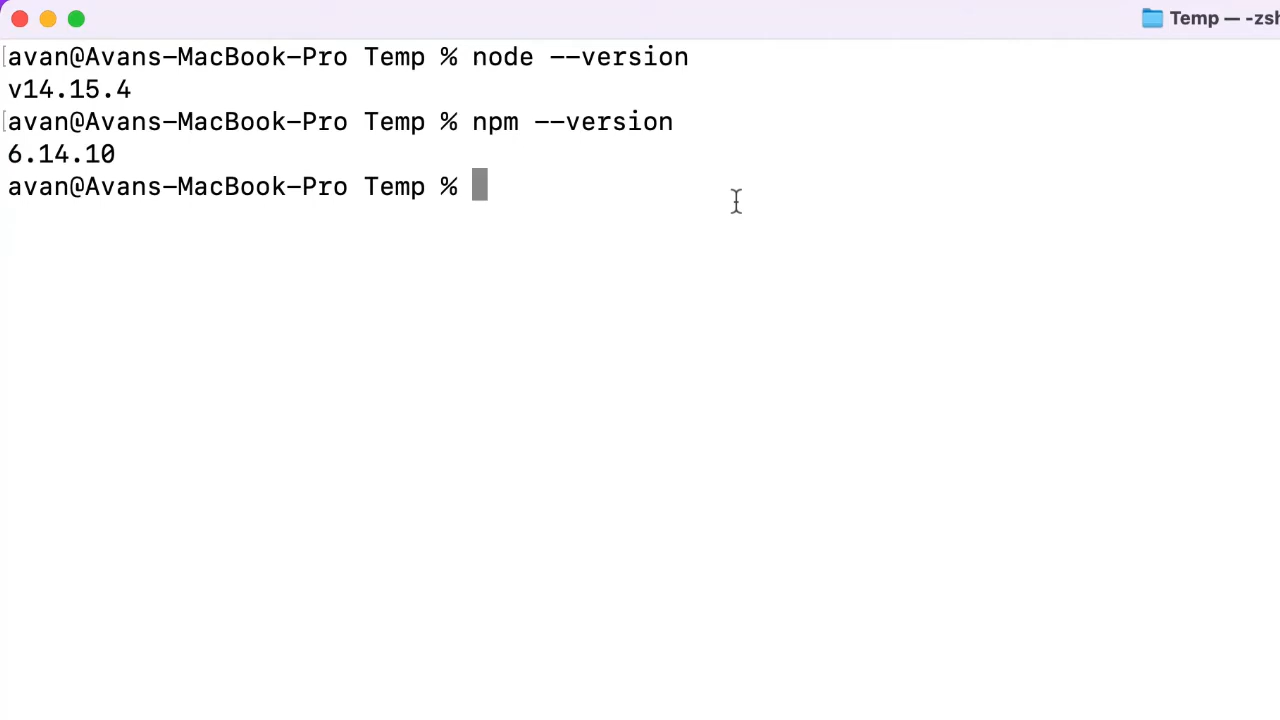 Temp — -zsh
avan@Avans-MacBook-Pro Temp % node --version
v14.15.4
avan@Avans-MacBook-Pro Temp % npm --version
6.14.10
avan@Avans-MacBook-Pro Temp %